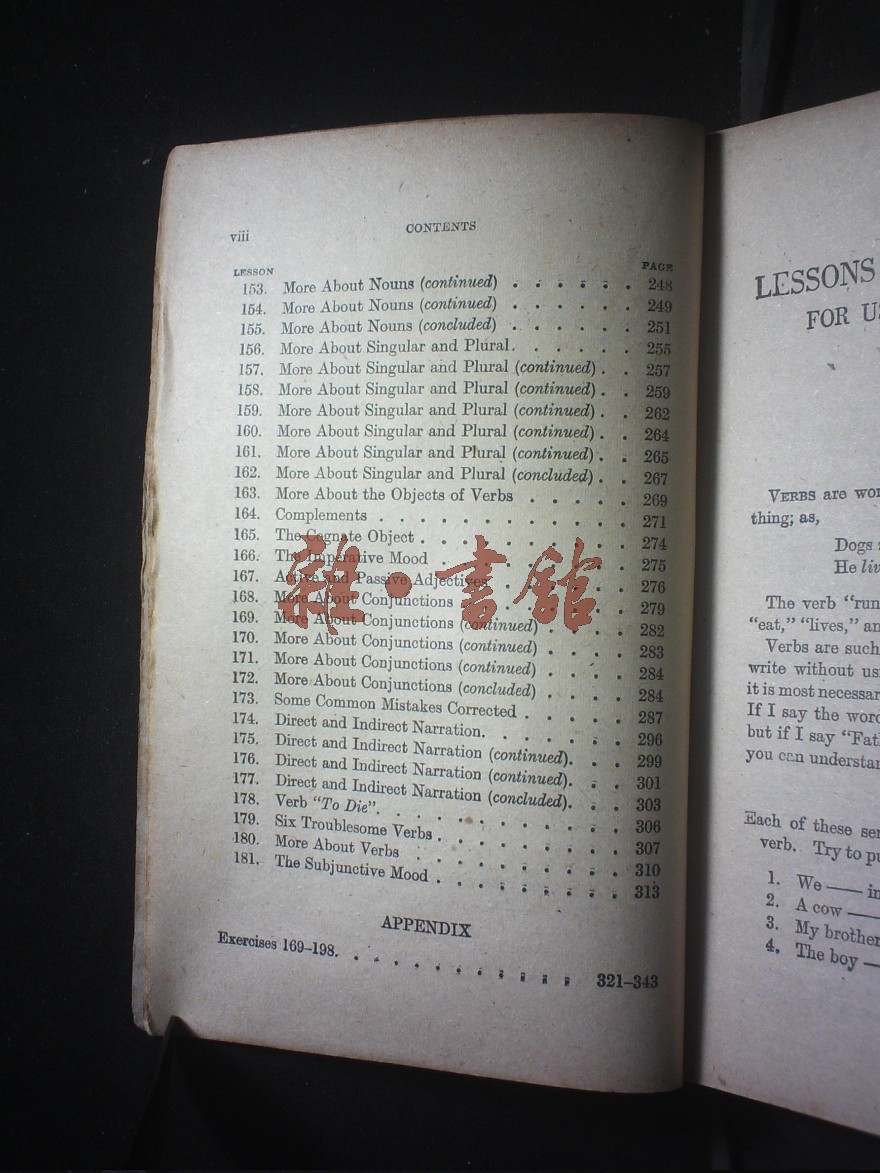 viii CONTENTS
LESSON PAGE
153. More About Nouns (continued) . . . . . . 248
154. More About Nouns (continued) . . . . . . 249
155. More About Nouns (concluded) . . . . . . 251
156. More About Singular and Plural. . . . . . 255
157. More About Singular and Plural (continued) . . 257
158. More About Singular and Plural (continued) . . 259
159. More About Singular and Plural (continued) . . 262
160. More About Singular and Plural (continued) . . 264
161. More About Singular and Plural (continued) . . 265
162. More About Singular and Plural (concluded) . . 267
163. More About the Objects of Verbs . . . . . 269
164. Complements . . . . . . . . . . . 271
165. The Cognate Object . . . . . . . . . 274
166. The Imperative Mood . . . . . . . . . 275
167. Active and Passive Adjectives . . . . . . 276
168. More About Conjunctions . . . . . . . 279
169. More About Conjunctions (continued) . . . . 282
170. More About Conjunctions (continued) . . . . 283
171. More About Conjunctions (continued) . . . . 284
172. More About Conjunctions (concluded) . . . . 284
173. Some Common Mistakes Corrected . . . . . 287
174. Direct and Indirect Narration. . . . . . . 296
175. Direct and Indirect Narration (continued). . . 299
176. Direct and Indirect Narration (continued). . . 301
177. Direct and Indirect Narration (concluded). . . 303
178. Verb "To Die". . . . . . . . . . . 306
179. Six Troublesome Verbs . . . . . . . . 307
180. More About Verbs . . . . . . . . . 310
181. The Subjunctive Mood . . . . . . . . 313
APPENDIX
Exercises 169–198. . . . . . . . . . . 321–343
雜·書館
LESSONS
FOR
VERBS are
thing; as,
Dogs
He
The verb "run
"eat," "lives,"
Verbs are such
write without
it is most
If I say the
but if I say
you can
Each of these
verb. Try to
1. We —
2. A cow —
3. My brother
4. The boy —